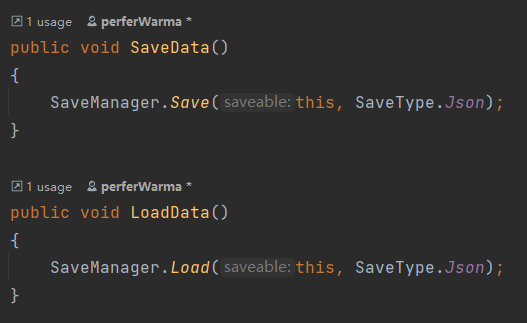 1 usage perferWarma *
public void SaveData()
{
SaveManager.Save(saveable: this, SaveType.Json);
}
1 usage perferWarma *
public void LoadData()
{
SaveManager.Load(saveable: this, SaveType.Json);
}